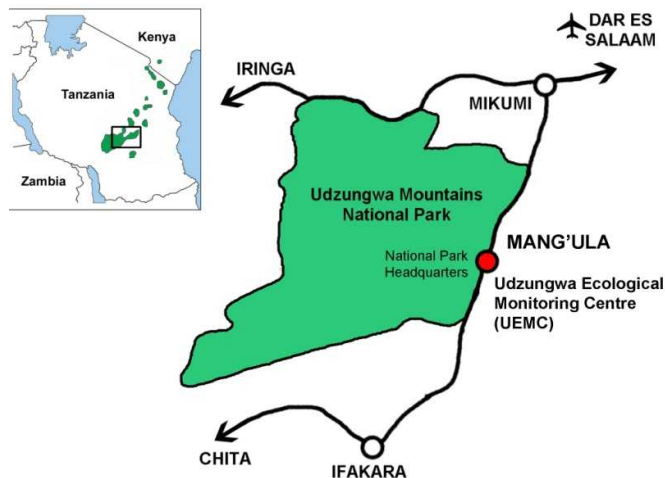 Kenya
Tanzania
Zambia
DAR ES
SALAAM
IRINGA
MIKUMI
Udzungwa Mountains
National Park
National Park
Headquarters
MANG'ULA
Udzungwa Ecological
Monitoring Centre
(UEMC)
CHITA
IFAKARA